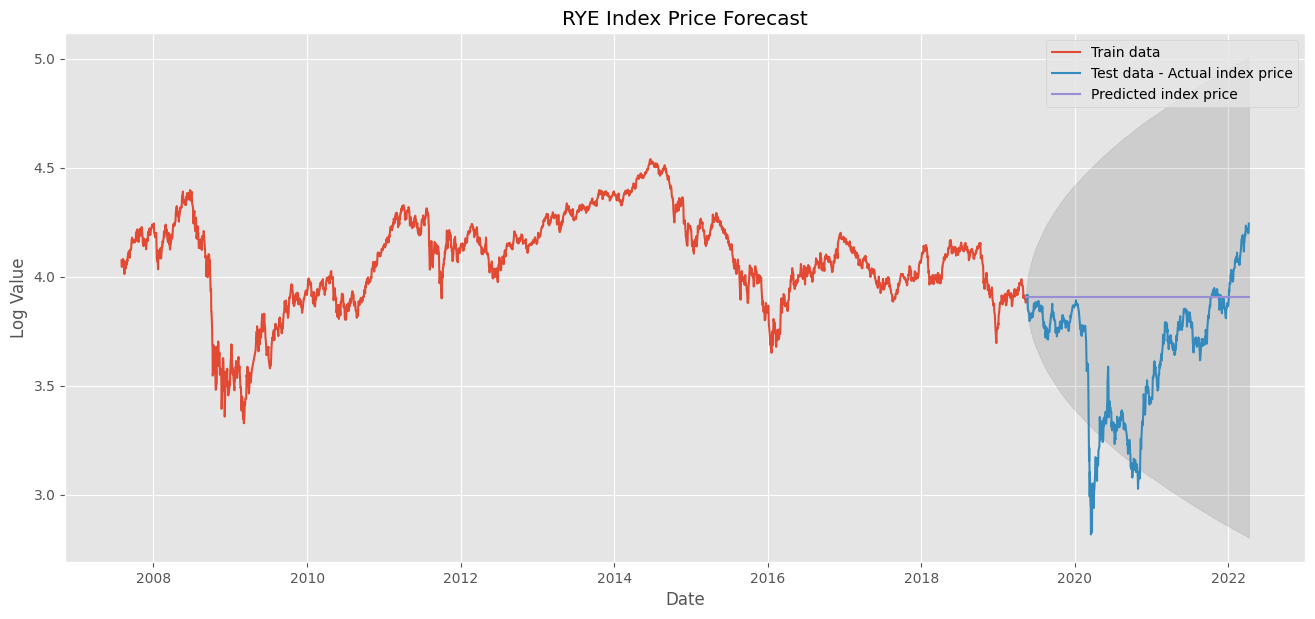 RYE Index Price Forecast
Train data
Test data - Actual index price
Predicted index price
Log Value
5.0
4.5
4.0
3.5
3.0
2008
2010
2012
2014
2016
2018
2020
2022
Date